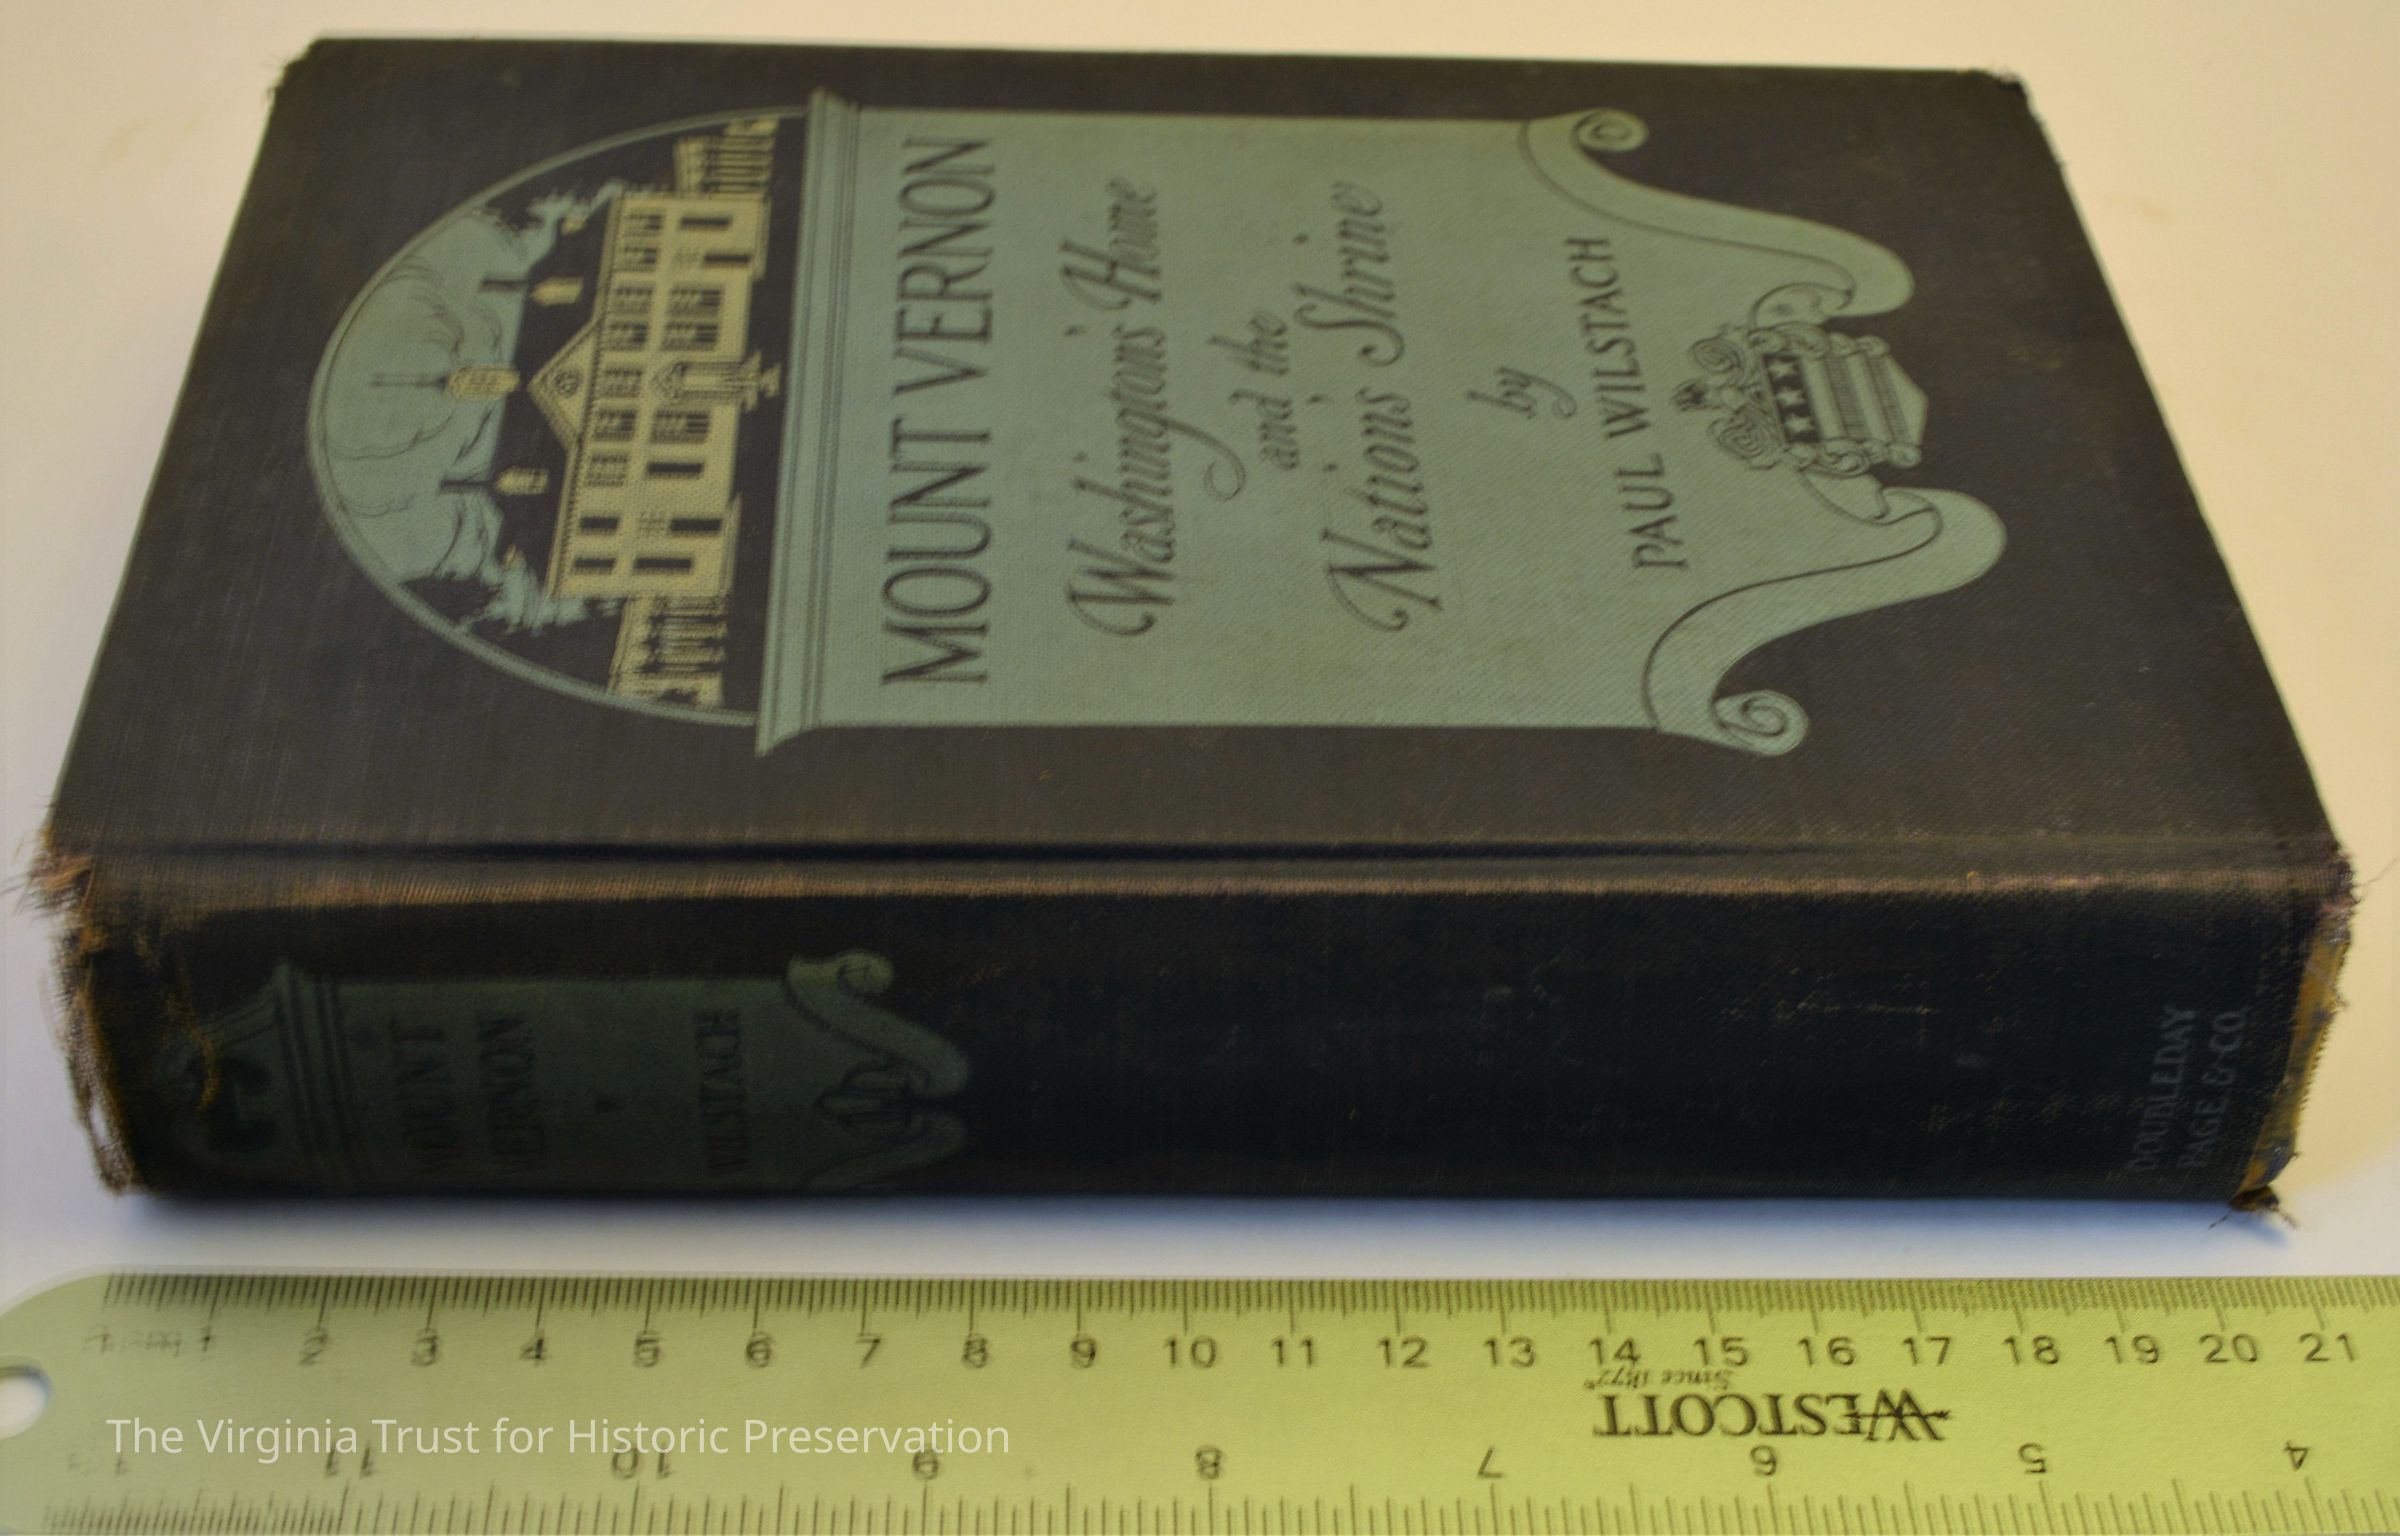 MOUNT VERNON
Washington's Home
and the
Nation's Shrine
by
PAUL WILSTACH
MOUNT
VERNON
WILSTACH
DOUBLEDAY
PAGE & CO.
1 2 3 4 5 6 7 8 9 10 11 12 13 14 15 16 17 18 19 20 21
Since 1872
WESTCOTT
The Virginia Trust for Historic Preservation
11 10 9 8 7 6 5 4